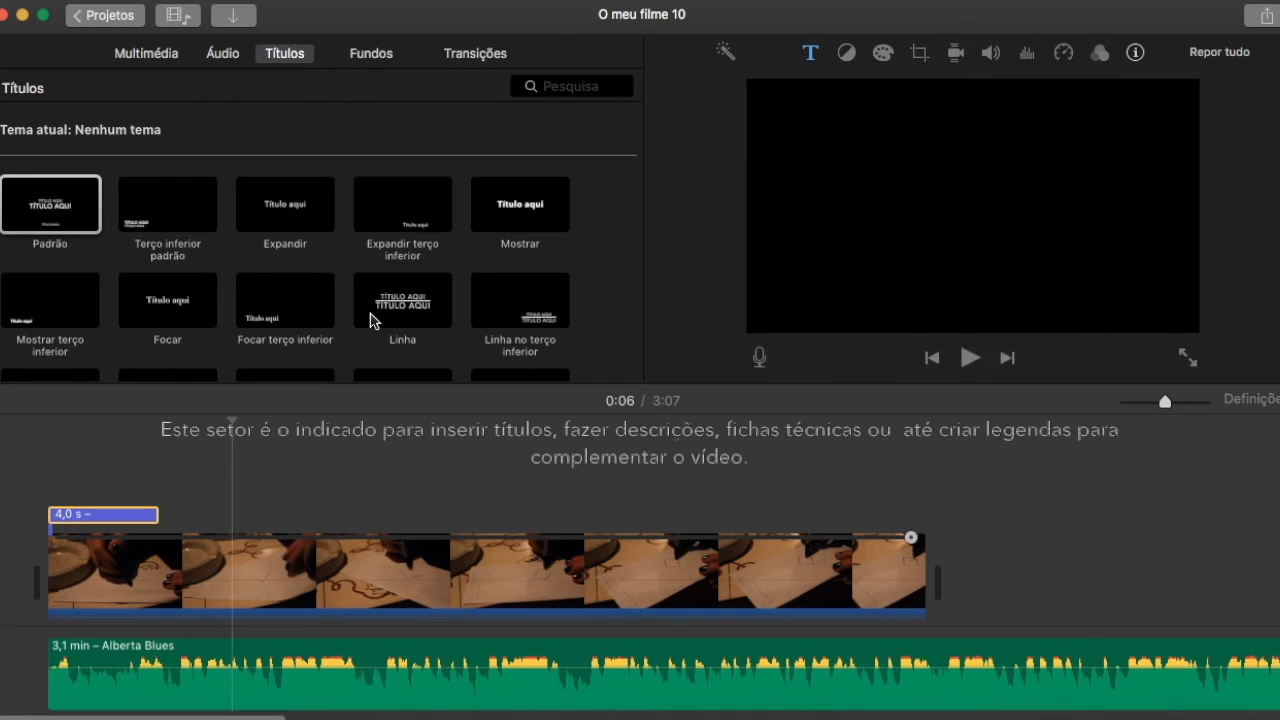 Projetos
O meu filme 10
Multimédia Áudio Títulos Fundos Transições
T
Repor tudo
Títulos
Pesquisa
Tema atual: Nenhum tema
TÍTULO AQUI
TÍTULO AQUI
Título aqui
Título aqui
Título aqui
Padrão
Terço inferior
padrão
Expandir
Expandir terço
inferior
Mostrar
Título aqui
Título aqui
Título aqui
TÍTULO AQUI
TÍTULO AQUI
TÍTULO AQUI
Mostrar terço
inferior
Focar
Focar terço inferior
Linha
Linha no terço
inferior
0:06 / 3:07
Definiçõe
Este setor é o indicado para inserir títulos, fazer descrições, fichas técnicas ou até criar legendas para
complementar o vídeo.
4,0 s –
3,1 min – Alberta Blues